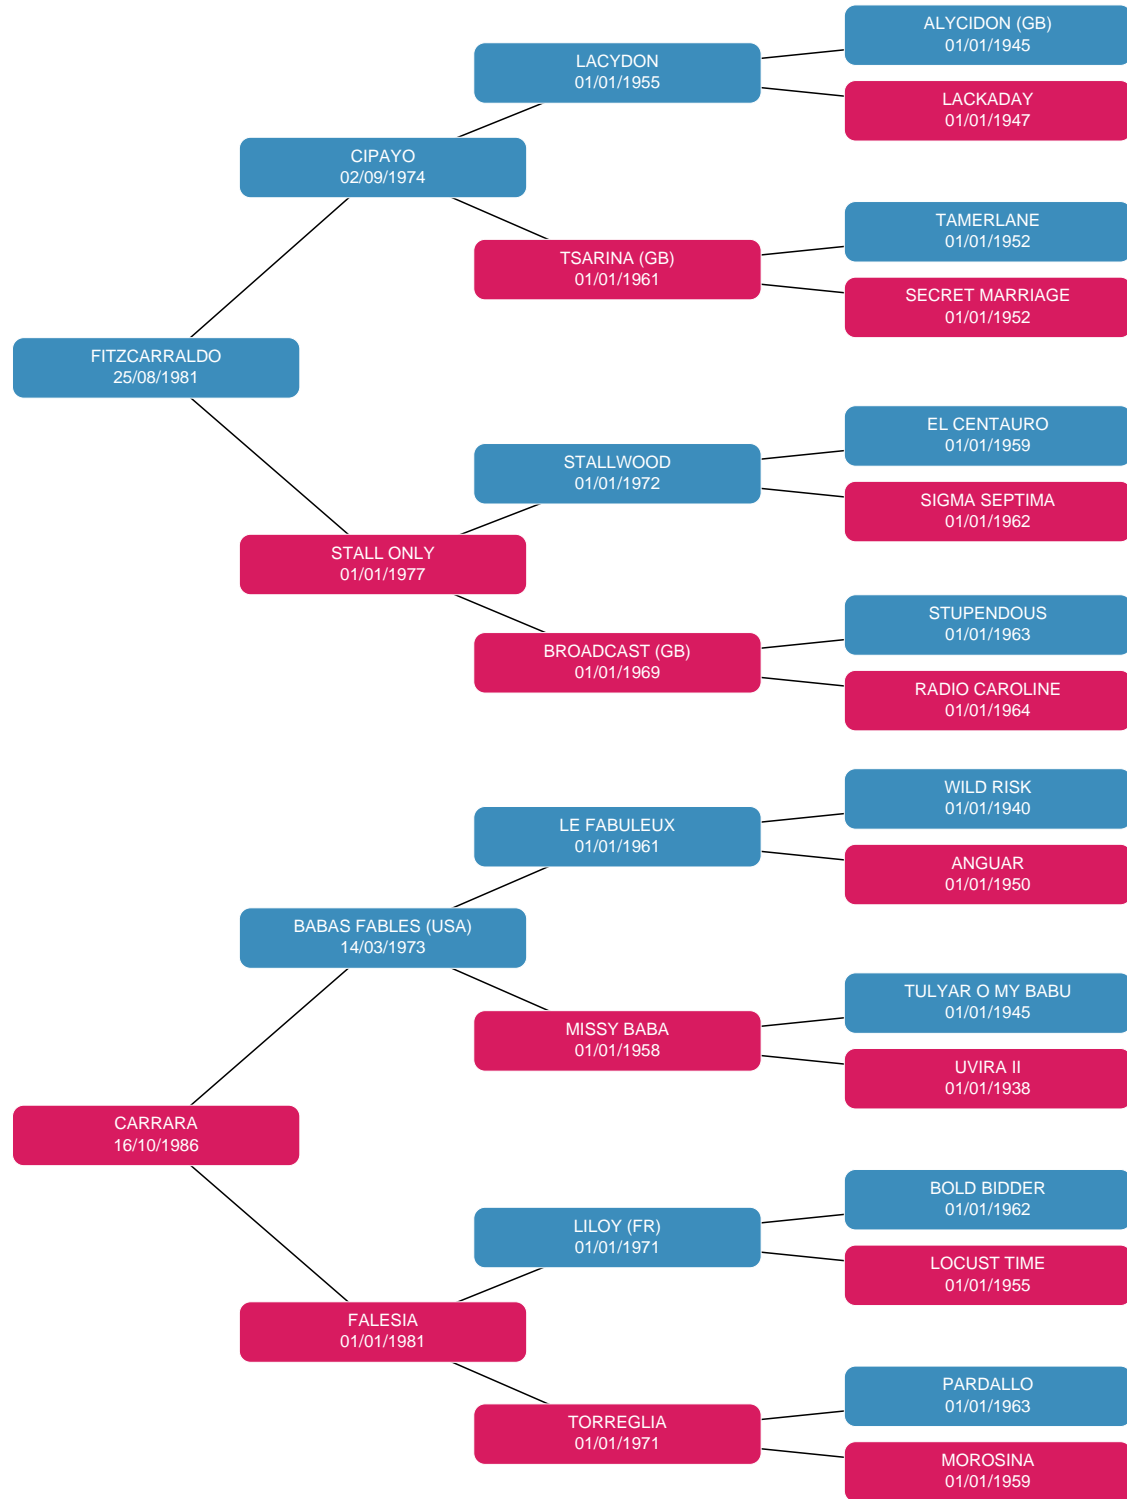 ALYCIDON (GB)
01/01/1945
LACYDON
01/01/1955
LACKADAY
01/01/1947
CIPAYO
02/09/1974
TAMERLANE
01/01/1952
TSARINA (GB)
01/01/1961
SECRET MARRIAGE
01/01/1952
FITZCARRALDO
25/08/1981
EL CENTAURO
01/01/1959
STALLWOOD
01/01/1972
SIGMA SEPTIMA
01/01/1962
STALL ONLY
01/01/1977
STUPENDOUS
01/01/1963
BROADCAST (GB)
01/01/1969
RADIO CAROLINE
01/01/1964
WILD RISK
01/01/1940
LE FABULEUX
01/01/1961
ANGUAR
01/01/1950
BABAS FABLES (USA)
14/03/1973
TULYAR O MY BABU
01/01/1945
MISSY BABA
01/01/1958
UVIRA II
01/01/1938
CARRARA
16/10/1986
BOLD BIDDER
01/01/1962
LILOY (FR)
01/01/1971
LOCUST TIME
01/01/1955
FALESIA
01/01/1981
PARDALLO
01/01/1963
TORREGLIA
01/01/1971
MOROSINA
01/01/1959